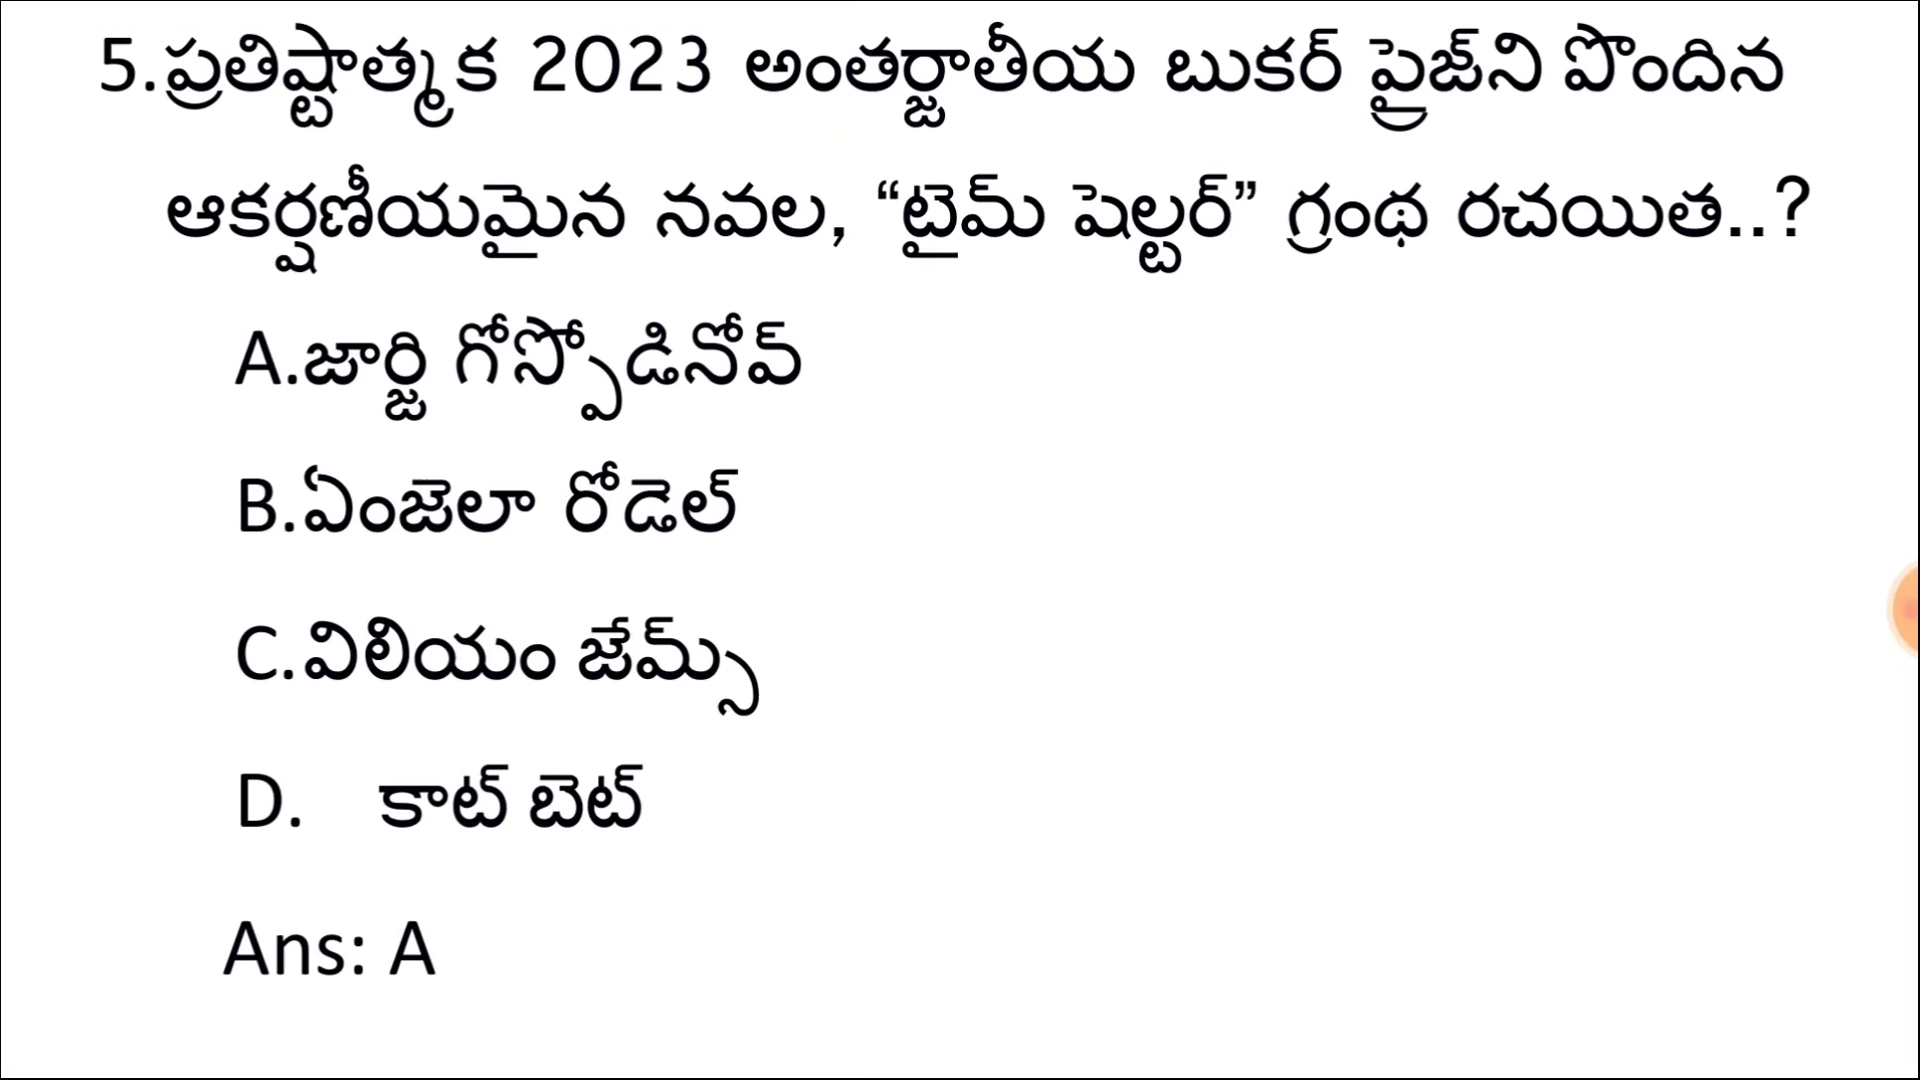 5.ప్రతిష్టాత్మక 2023 అంతర్జాతీయ బుకర్ ప్రైజ్‌ని పొందిన
ఆకర్షణీయమైన నవల, “టైమ్ షెల్టర్” గ్రంథ రచయిత..?
A.జార్జి గోస్పోడినోవ్
B.ఏంజెలా రోడెల్
C.విలియం జేమ్స్
D. కాట్ బెట్
Ans: A